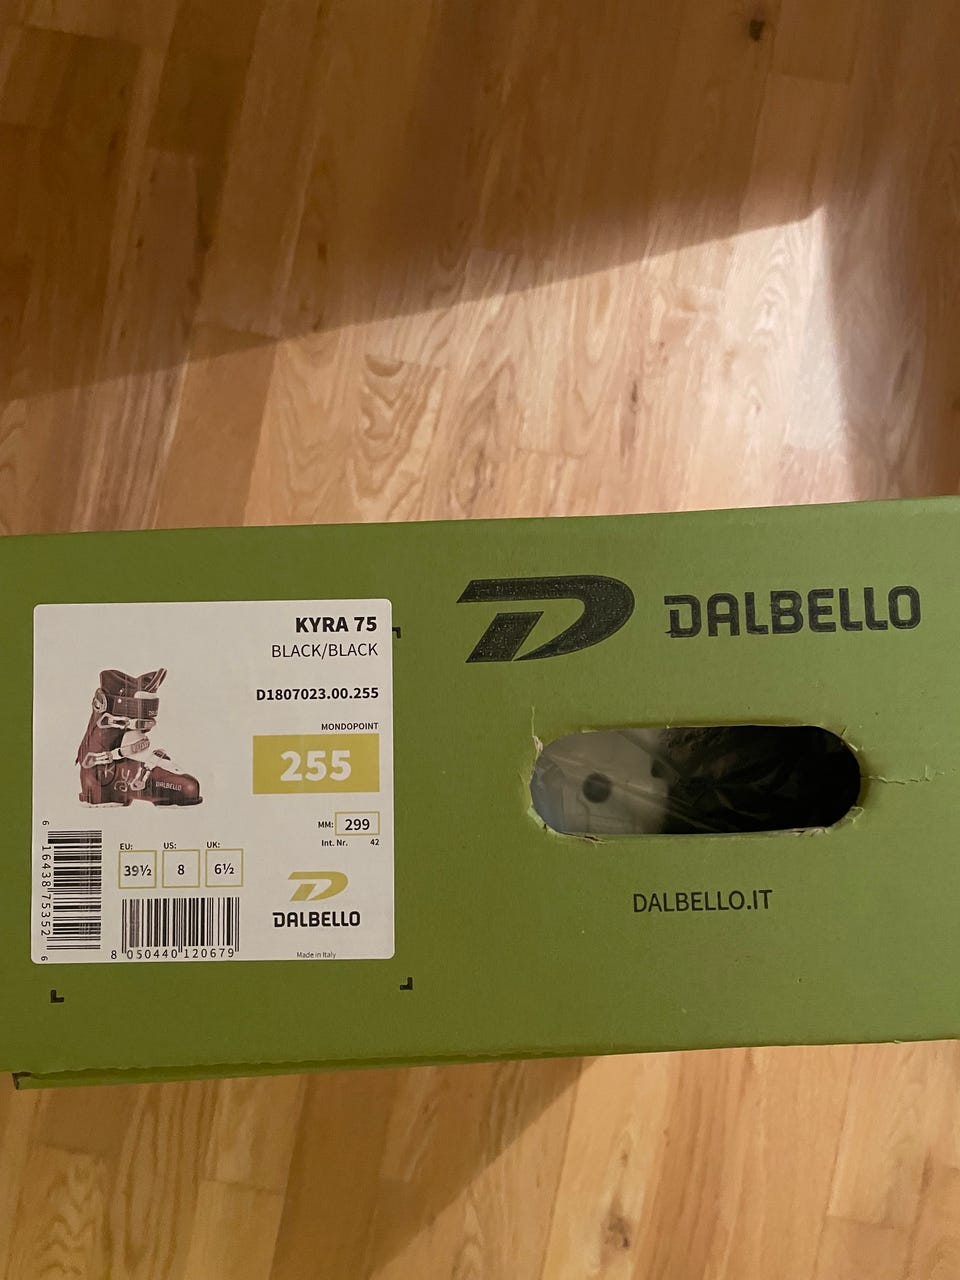 KYRA 75
BLACK/BLACK
D1807023.00.255
MONDOPOINT
255
MM: 299
Int. Nr. 42
EU: US: UK:
39½ 8 6½
6 16438 75352 6
8 050440 120679
DALBELLO
Made in Italy
DALBELLO
DALBELLO
DALBELLO.IT